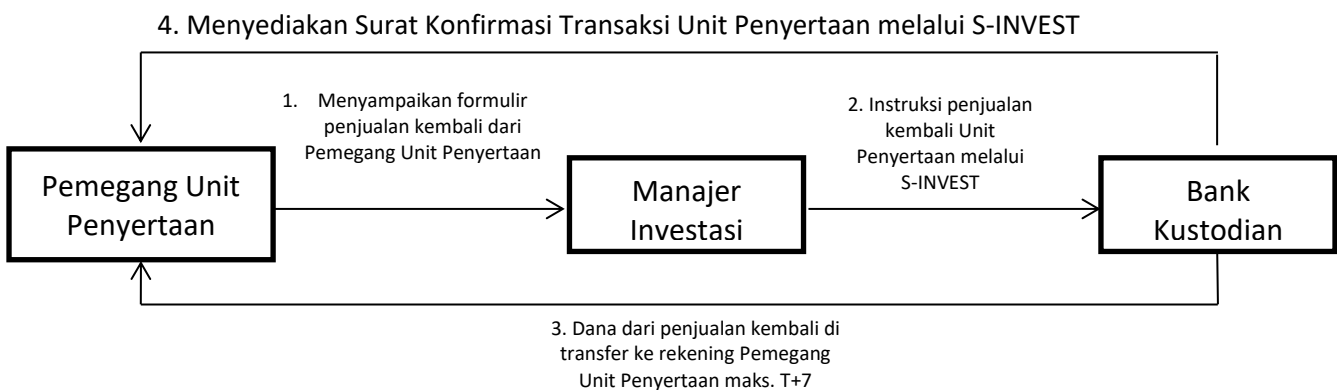 4. Menyediakan Surat Konfirmasi Transaksi Unit Penyertaan melalui S-INVEST
1. Menyampaikan formulir
penjualan kembali dari
Pemegang Unit Penyertaan
2. Instruksi penjualan
kembali Unit
Penyertaan melalui
S-INVEST
Pemegang Unit
Penyertaan
Manajer
Investasi
Bank
Kustodian
3. Dana dari penjualan kembali di
transfer ke rekening Pemegang
Unit Penyertaan maks. T+7